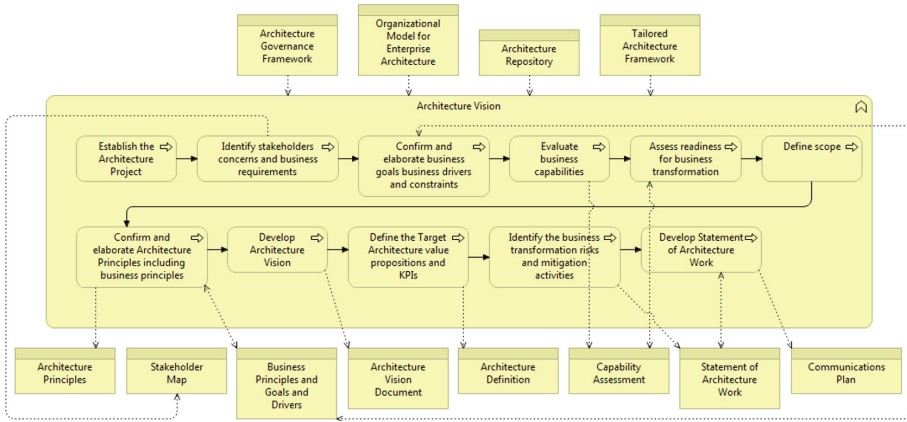 Architecture
Governance
Framework
Organizational
Model for
Enterprise
Architecture
Architecture
Repository
Tailored
Architecture
Framework
Architecture Vision
Establish the
Architecture
Project
Identify stakeholders
concerns and business
requirements
Confirm and
elaborate business
goals business drivers
and constraints
Evaluate
business
capabilities
Assess readiness
for business
transformation
Define scope
Confirm and
elaborate Architecture
Principles including
business principles
Develop
Architecture
Vision
Define the Target
Architecture value
propositions and
KPIs
Identify the business
transformation risks
and mitigation
activities
Develop Statement
of Architecture
Work
Architecture
Principles
Stakeholder
Map
Business
Principles and
Goals and
Drivers
Architecture
Vision
Document
Architecture
Definition
Capability
Assessment
Statement of
Architecture
Work
Communications
Plan